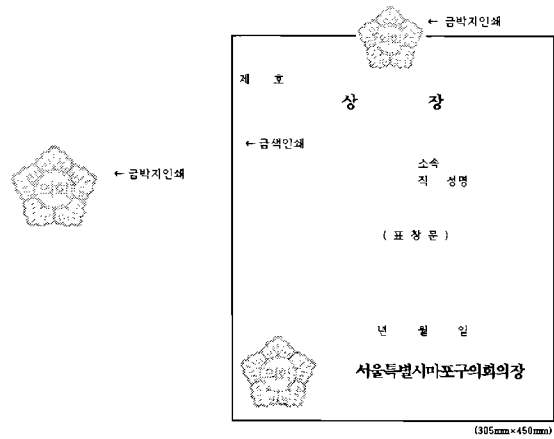 ← 금박지인쇄
제 호
상 장
← 금색인쇄
소속
직 성명
← 금박지인쇄
( 표 창 문 )
년 월 일
서울특별시마포구의회의장
(305mm×450mm)